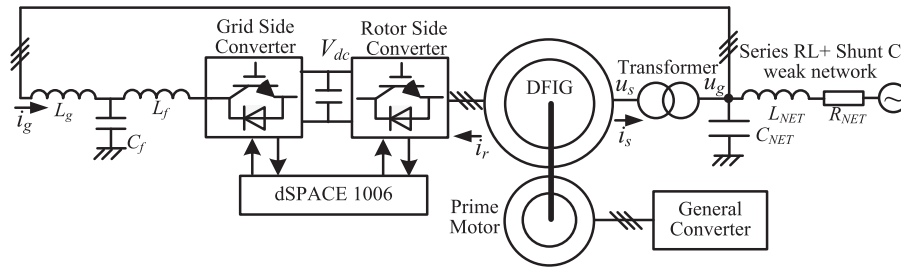 Grid Side
Converter
V_dc
Rotor Side
Converter
DFIG
u_s
Transformer
u_g
Series RL+ Shunt C
weak network
i_g
L_g
L_f
C_f
i_r
i_s
C_NET
L_NET
R_NET
dSPACE 1006
Prime
Motor
General
Converter